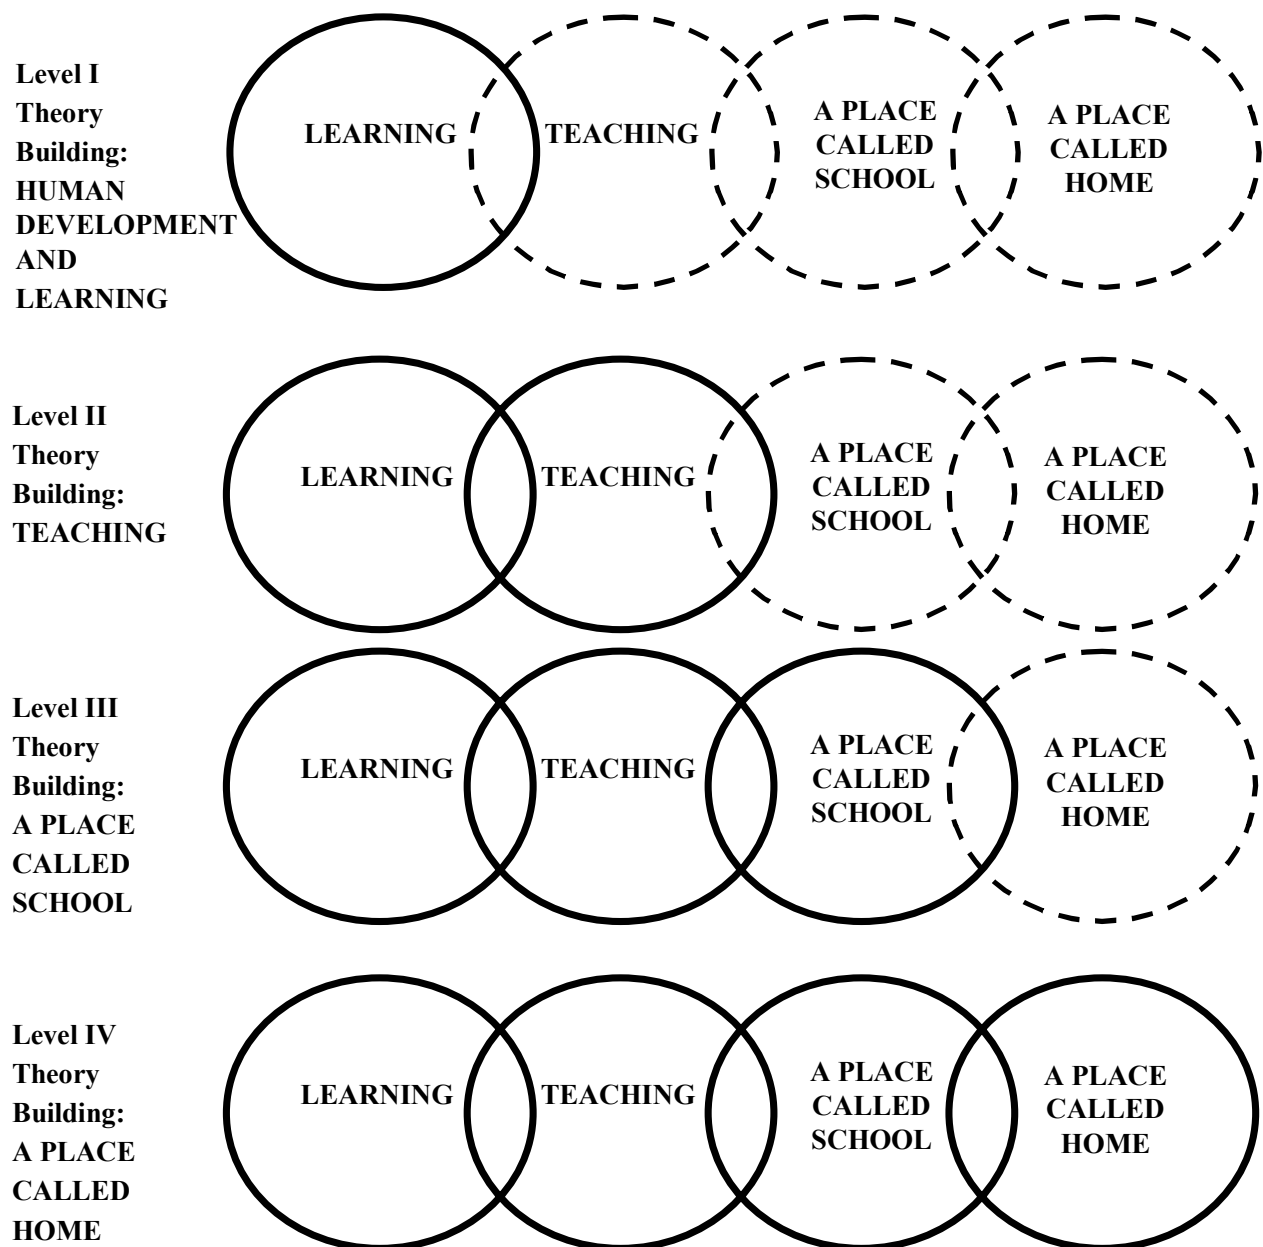 Level I
Theory
Building:
HUMAN
DEVELOPMENT
AND
LEARNING
LEARNING
TEACHING
A PLACE
CALLED
SCHOOL
A PLACE
CALLED
HOME
Level II
Theory
Building:
TEACHING
LEARNING
TEACHING
A PLACE
CALLED
SCHOOL
A PLACE
CALLED
HOME
Level III
Theory
Building:
A PLACE
CALLED
SCHOOL
LEARNING
TEACHING
A PLACE
CALLED
SCHOOL
A PLACE
CALLED
HOME
Level IV
Theory
Building:
A PLACE
CALLED
HOME
LEARNING
TEACHING
A PLACE
CALLED
SCHOOL
A PLACE
CALLED
HOME